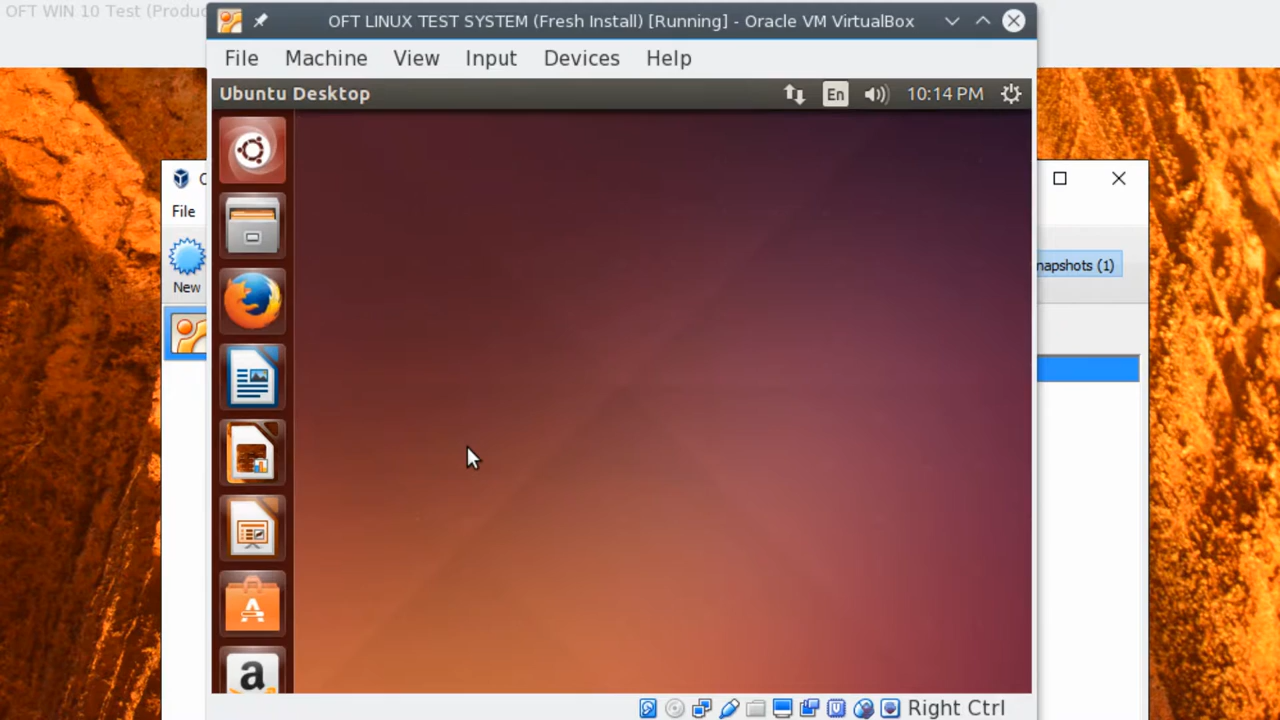 OFT WIN 10 Test (Produc
OFT LINUX TEST SYSTEM (Fresh Install) [Running] - Oracle VM VirtualBox
File Machine View Input Devices Help
Ubuntu Desktop
En
10:14 PM
File
New
napshots (1)
Right Ctrl